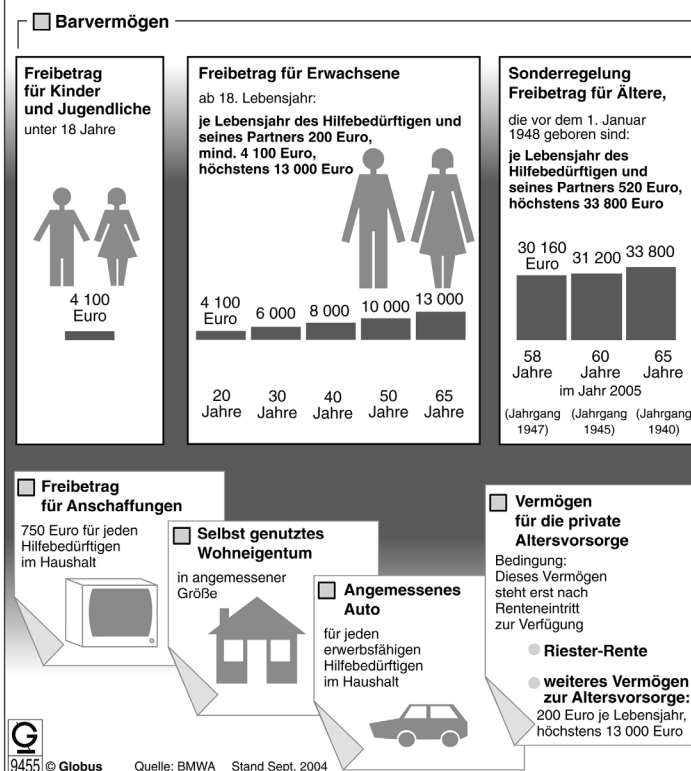 Barvermögen
Freibetrag
für Kinder
und Jugendliche
unter 18 Jahre
4 100
Euro
Freibetrag für Erwachsene
ab 18. Lebensjahr:
je Lebensjahr des Hilfebedürftigen und
seines Partners 200 Euro,
mind. 4 100 Euro,
höchstens 13 000 Euro
4 100
Euro
6 000
8 000
10 000
13 000
20
Jahre
30
Jahre
40
Jahre
50
Jahre
65
Jahre
Sonderregelung
Freibetrag für Ältere,
die vor dem 1. Januar
1948 geboren sind:
je Lebensjahr des
Hilfebedürftigen und
seines Partners 520 Euro,
höchstens 33 800 Euro
30 160
Euro
31 200
33 800
58
Jahre
60
Jahre
65
Jahre
im Jahr 2005
(Jahrgang
1947)
(Jahrgang
1945)
(Jahrgang
1940)
Freibetrag
für Anschaffungen
750 Euro für jeden
Hilfebedürftigen
im Haushalt
Selbst genutztes
Wohneigentum
in angemessener
Größe
Angemessenes
Auto
für jeden
erwerbsfähigen
Hilfebedürftigen
im Haushalt
Vermögen
für die private
Altersvorsorge
Bedingung:
Dieses Vermögen
steht erst nach
Renteneintritt
zur Verfügung
Riester-Rente
weiteres Vermögen
zur Altersvorsorge:
200 Euro je Lebensjahr,
höchstens 13 000 Euro
G
9455 © Globus Quelle: BMWA Stand Sept. 2004